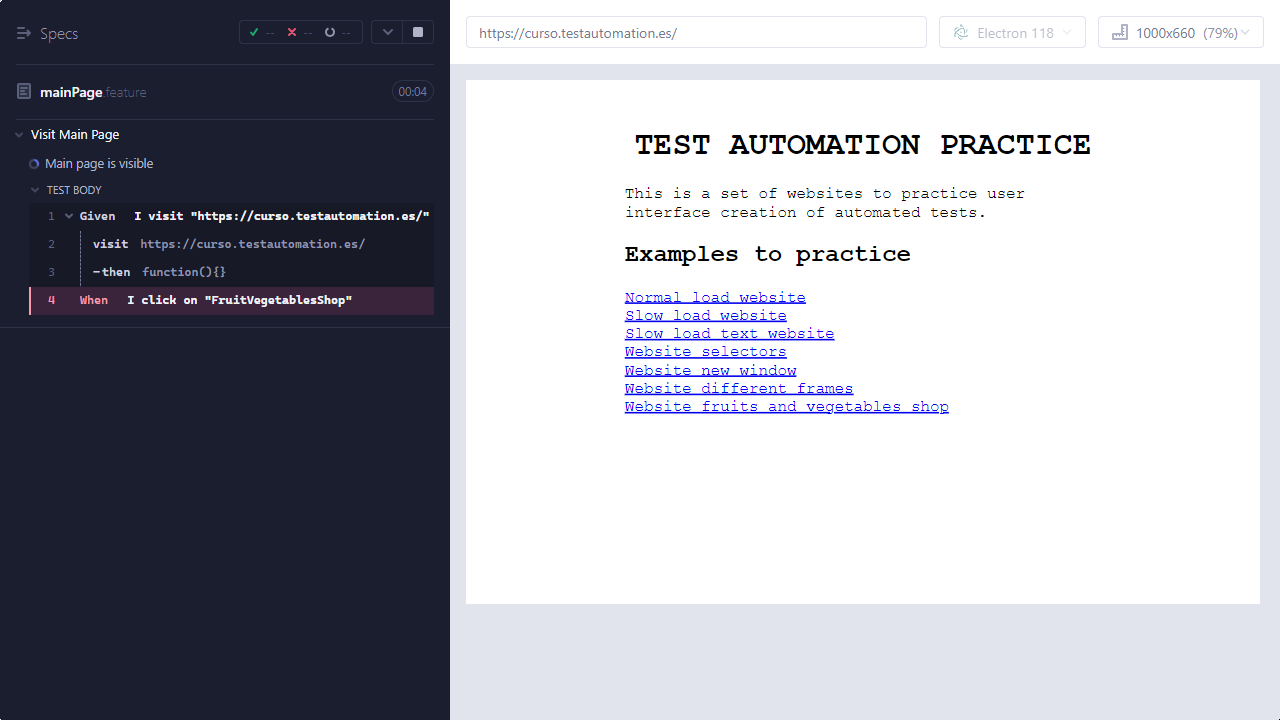 Specs
-- -- --
mainPage.feature 00:04
Visit Main Page
Main page is visible
TEST BODY
1 Given I visit "https://curso.testautomation.es/"
2 visit https://curso.testautomation.es/
3 -then function(){}
4 When I click on "FruitVegetablesShop"
https://curso.testautomation.es/
Electron 118
1000x660 (79%)
TEST AUTOMATION PRACTICE
This is a set of websites to practice user
interface creation of automated tests.
Examples to practice
Normal load website
Slow load website
Slow load text website
Website selectors
Website new window
Website different frames
Website fruits and vegetables shop